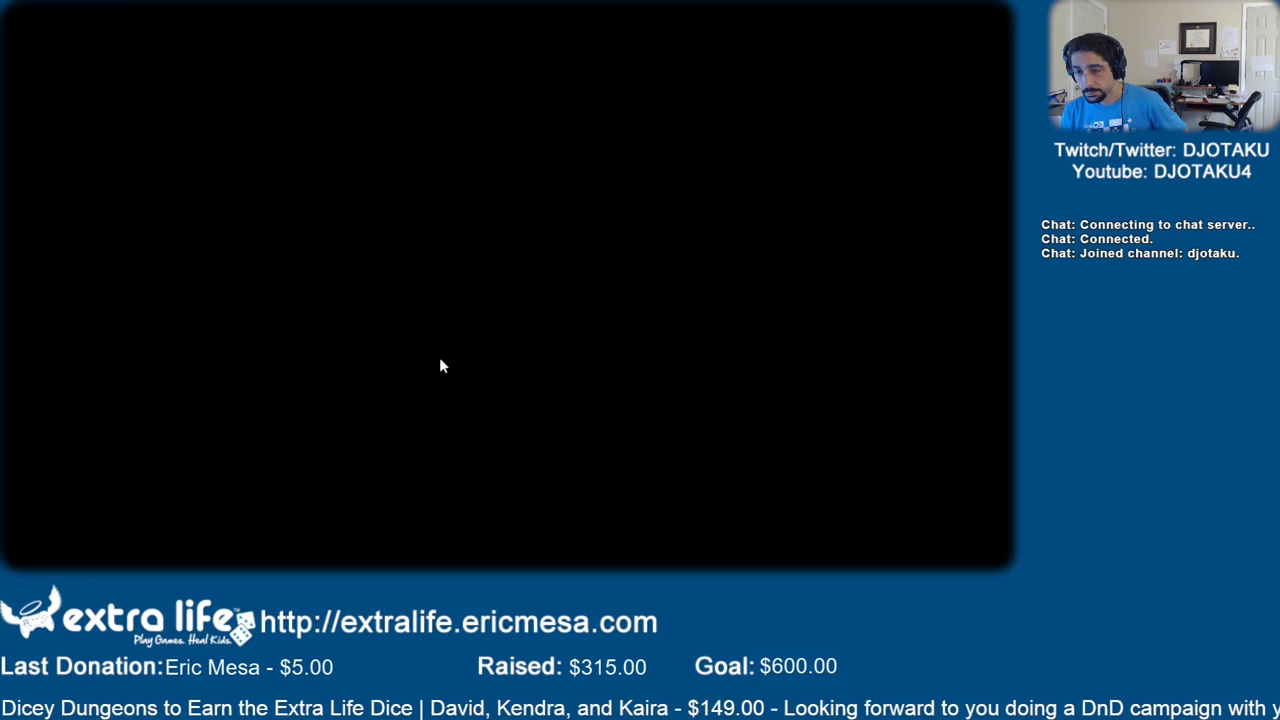 Twitch/Twitter: DJOTAKU
Youtube: DJOTAKU4
Chat: Connecting to chat server..
Chat: Connected.
Chat: Joined channel: djotaku.
extra life
Play Games. Heal Kids.
http://extralife.ericmesa.com
Last Donation: Eric Mesa - $5.00 Raised: $315.00 Goal: $600.00
Dicey Dungeons to Earn the Extra Life Dice | David, Kendra, and Kaira - $149.00 - Looking forward to you doing a DnD campaign with